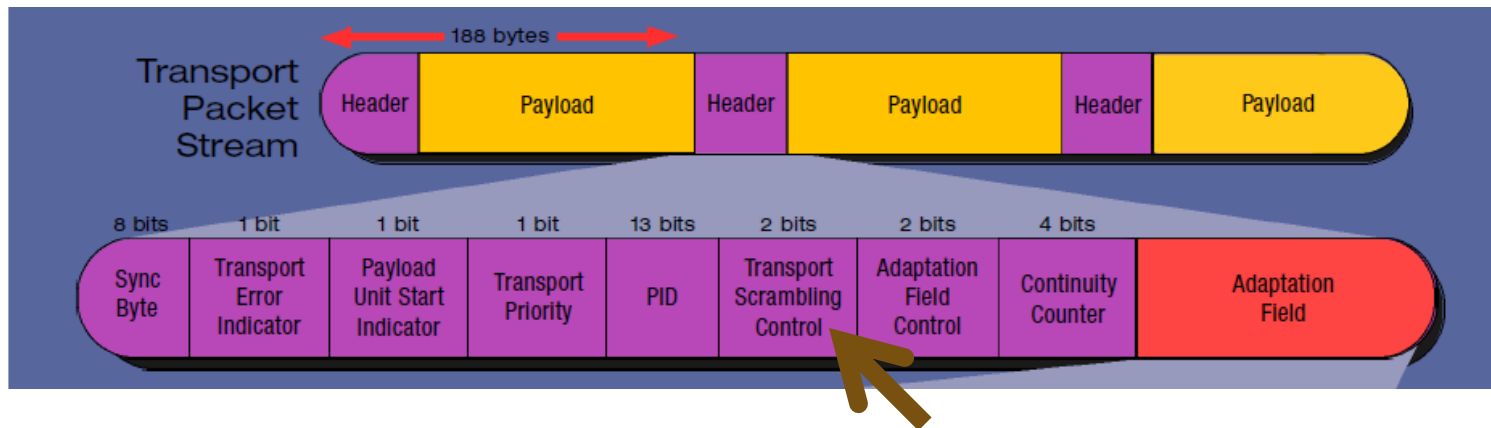 188 bytes
Transport
Packet
Stream
Header
Payload
Header
Payload
Header
Payload
8 bits
1 bit
1 bit
1 bit
13 bits
2 bits
2 bits
4 bits
Sync
Byte
Transport
Error
Indicator
Payload
Unit Start
Indicator
Transport
Priority
PID
Transport
Scrambling
Control
Adaptation
Field
Control
Continuity
Counter
Adaptation
Field